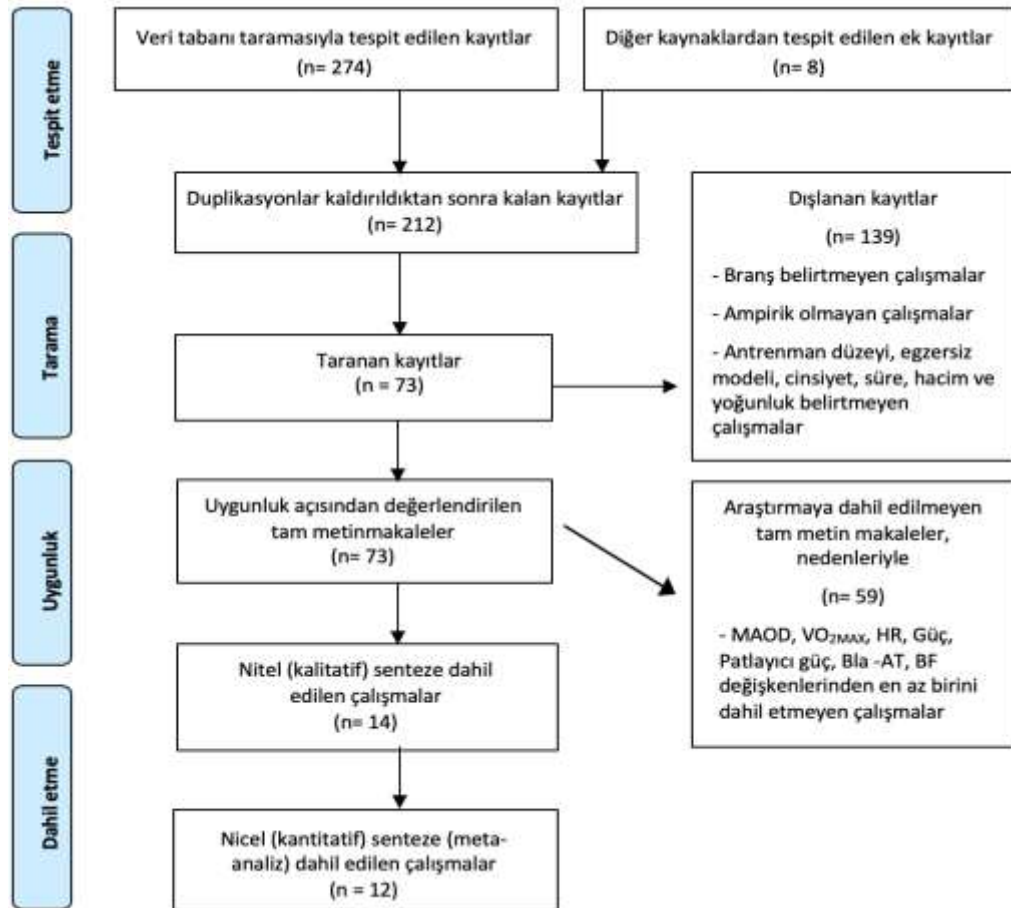 Tespit etme
Veri tabanı taramasıyla tespit edilen kayıtlar
(n= 274)
Diğer kaynaklardan tespit edilen ek kayıtlar
(n= 8)
Duplikasyonlar kaldırıldıktan sonra kalan kayıtlar
(n= 212)
Tarama
Taranan kayıtlar
(n = 73)
Dışlanan kayıtlar
(n= 139)
- Branş belirtmeyen çalışmalar
- Ampirik olmayan çalışmalar
- Antrenman düzeyi, egzersiz
modeli, cinsiyet, süre, hacim ve
yoğunluk belirtmeyen
çalışmalar
Uygunluk
Uygunluk açısından değerlendirilen
tam metinmakaleler
(n= 73)
Araştırmaya dahil edilmeyen
tam metin makaleler,
nedenleriyle
(n= 59)
- MAOD, VO2MAX, HR, Güç,
Patlayıcı güç, Bla -AT, BF
değişkenlerinden en az birini
dahil etmeyen çalışmalar
Nitel (kalitatif) senteze dahil
edilen çalışmalar
(n= 14)
Dahil etme
Nicel (kantitatif) senteze (meta-
analiz) dahil edilen çalışmalar
(n = 12)